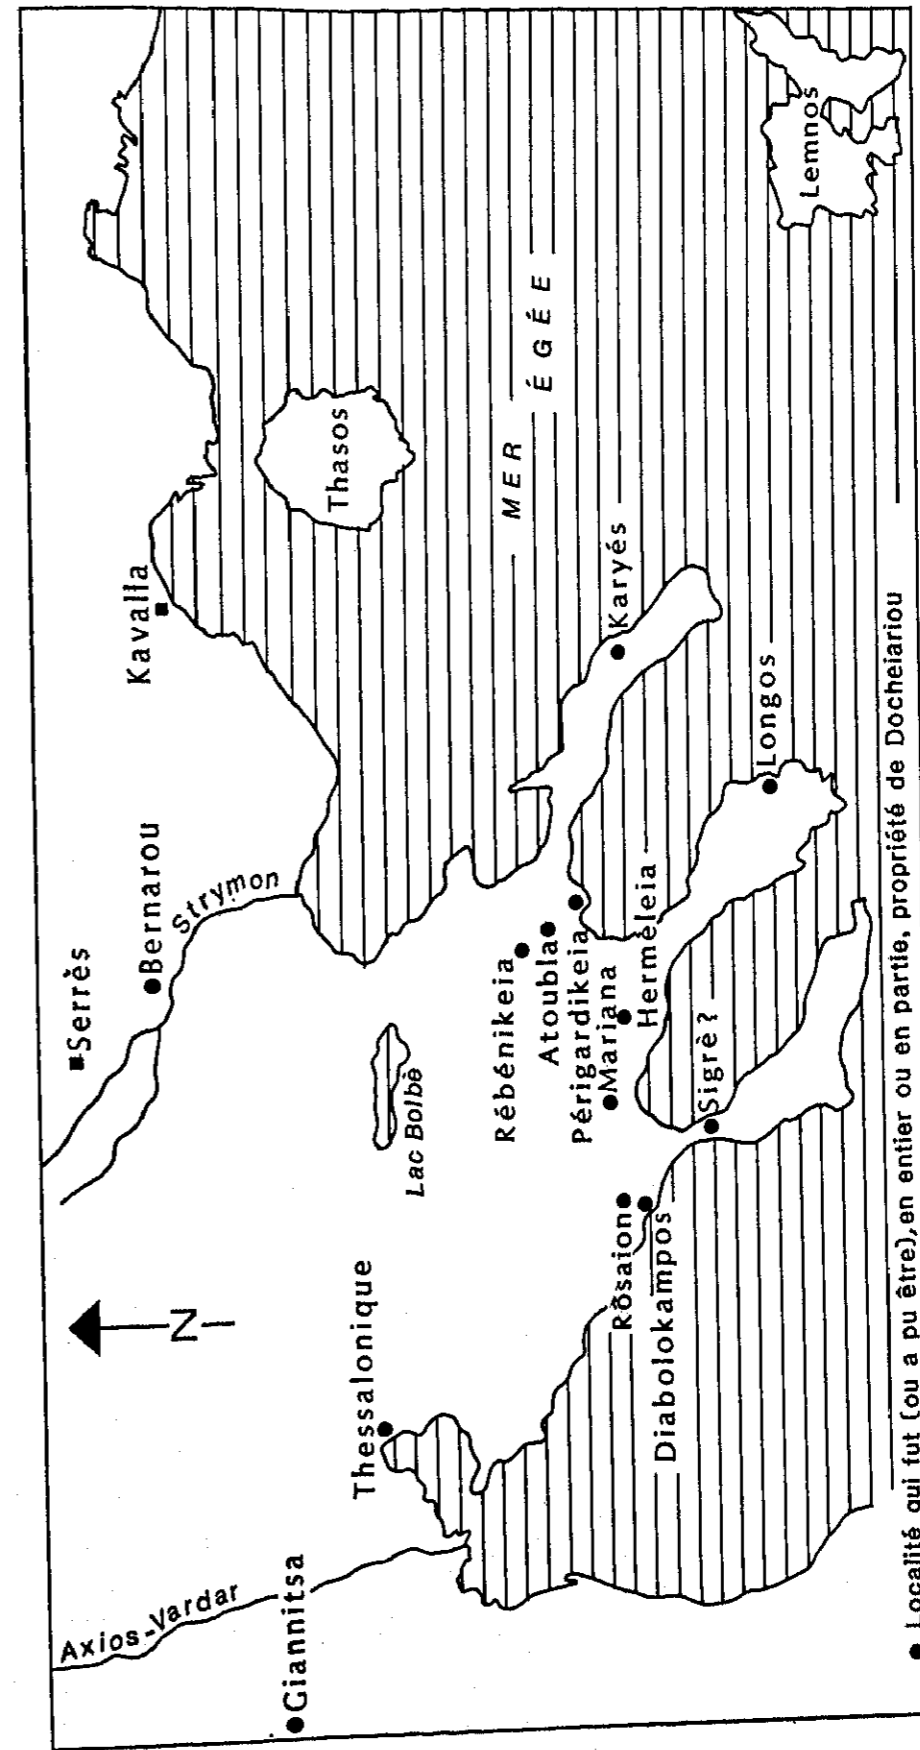 Axios-Vardar
Giannitsa
Thessalonique
N
Serrès
Bernarou
Strymon
Kavalla
Lac Bolbè
Thasos
MER
ÉGÉE
Lemnos
Rébénikeia
Atoubla
Périgardikeia
Mariana
Herméleia
Karyés
Rôsaion
Diabolokampos
Sigrè?
Longos
Localité qui fut (ou a pu être), en entier ou en partie, propriété de Docheiariou